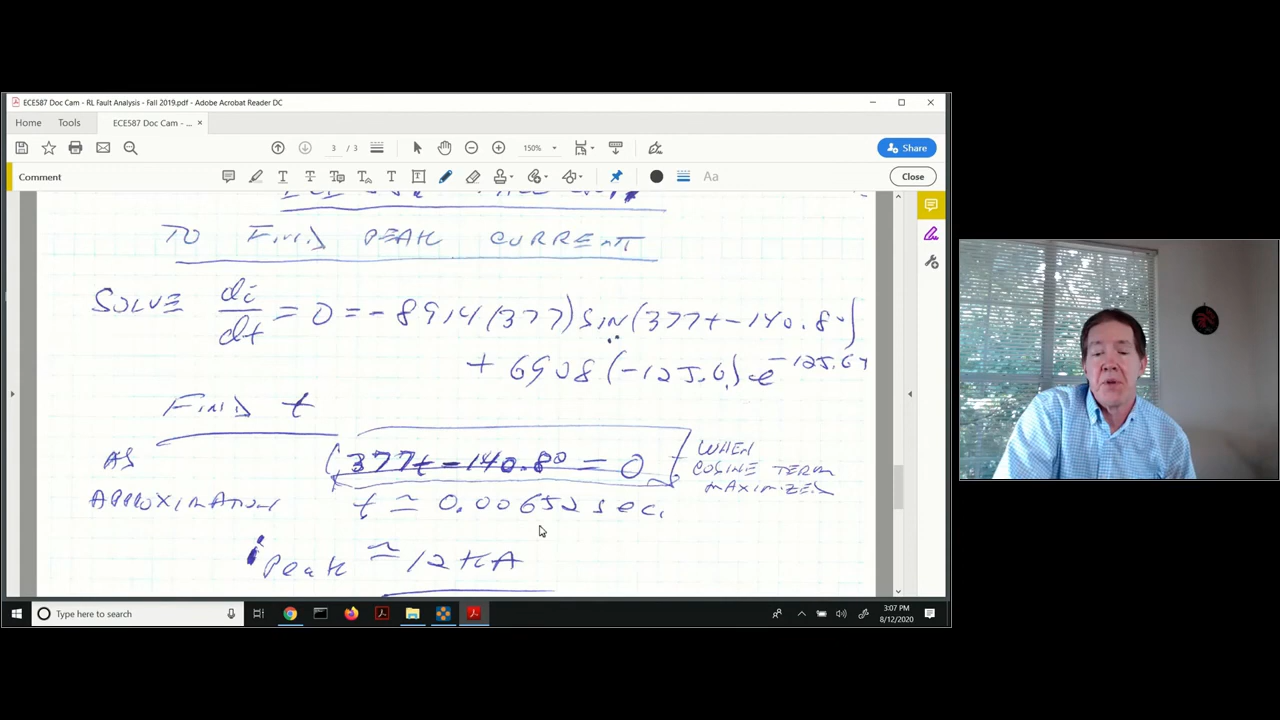 ECE587 Doc Cam - RL Fault Analysis - Fall 2019.pdf - Adobe Acrobat Reader DC
Home Tools ECE587 Doc Cam - ... ×
3 / 3 150% Share
Comment Aa Close
TO FIND PEAK CURRENT
SOLVE di/dt = 0 = -8914(377) SIN(377t-140.8°)
+ 6908 (-125.6) e^-125.6t
FIND t
AS (377t-140.8° = 0 WHEN
COSINE TERM
APPROXIMATION t ≃ 0.00652 sec. MAXIMIZED
i Peak ≃ 12 KA
Type here to search
3:07 PM
8/12/2020